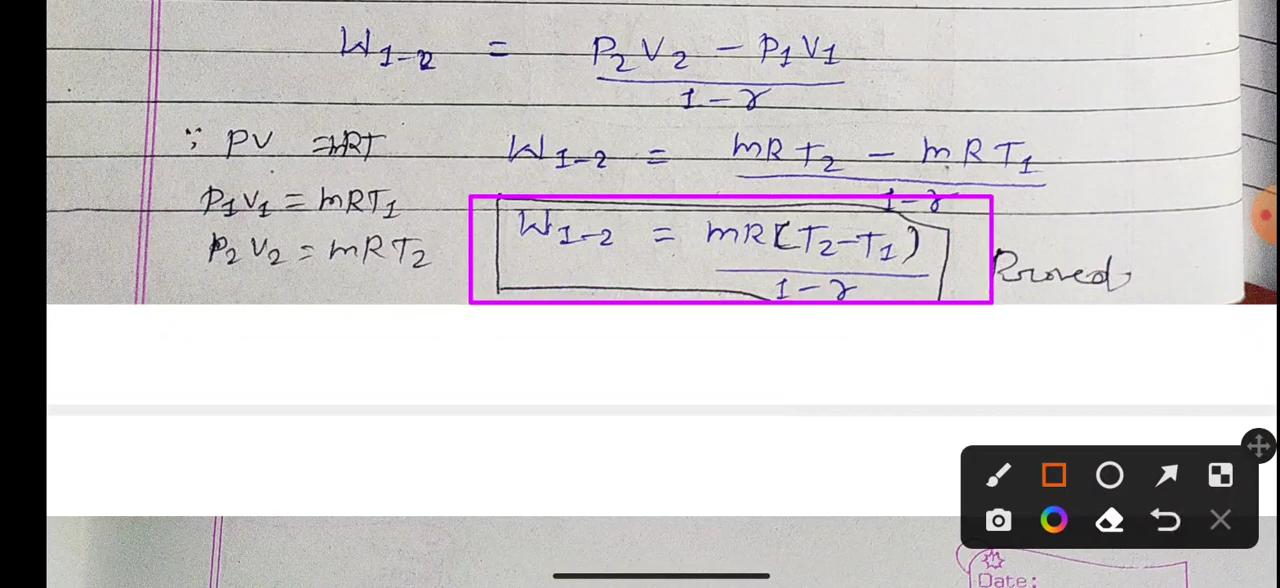 W₁₋₂ = P₂V₂ - P₁V₁ / 1-γ
∵ PV = mRT
W₁₋₂ = mRT₂ - mRT₁ / 1-γ
P₁V₁ = mRT₁
P₂V₂ = mRT₂
W₁₋₂ = mR(T₂-T₁) / 1-γ
Proved
Date: